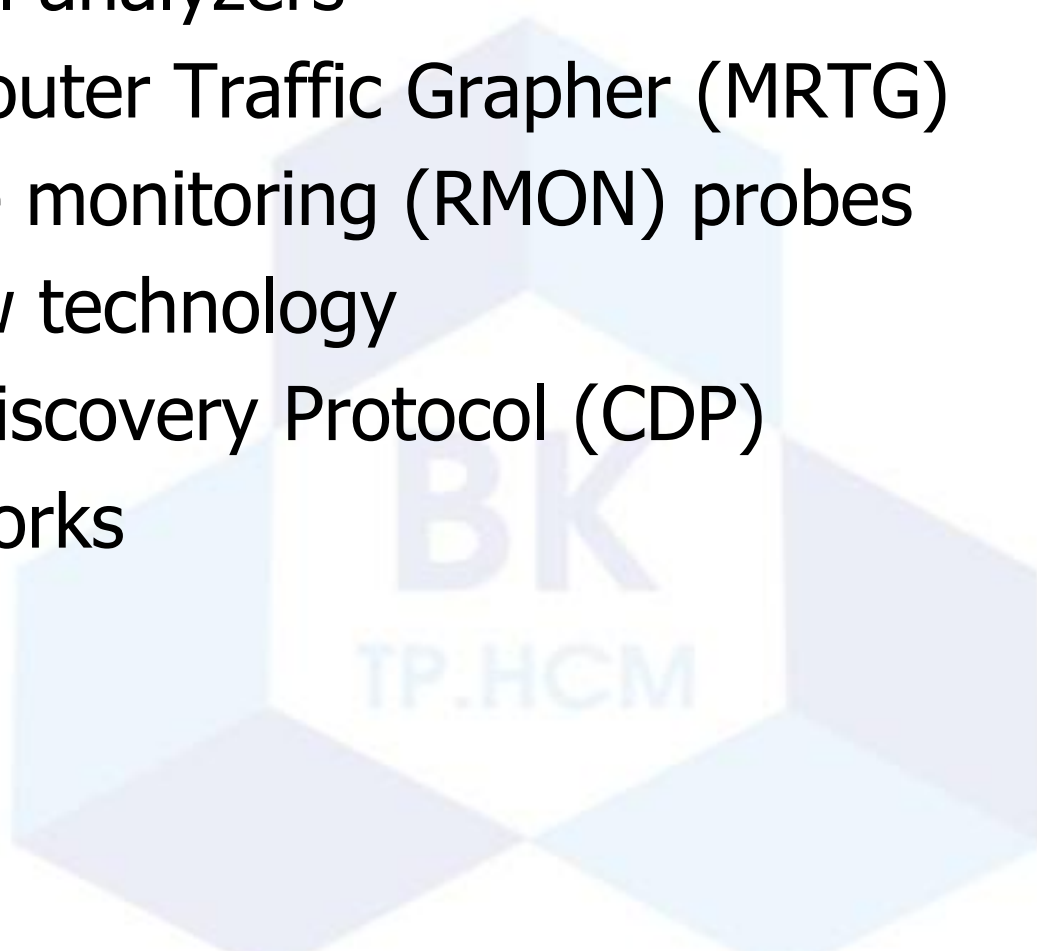 analyzers
outer Traffic Grapher (MRTG)
monitoring (RMON) probes
technology
iscovery Protocol (CDP)
orks
BK
TP.HCM